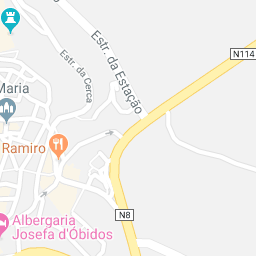 Estr. da Estação
N114
Estr. da Cerca
Maria
Ramiro
N8
Albergaria
Josefa d'Óbidos